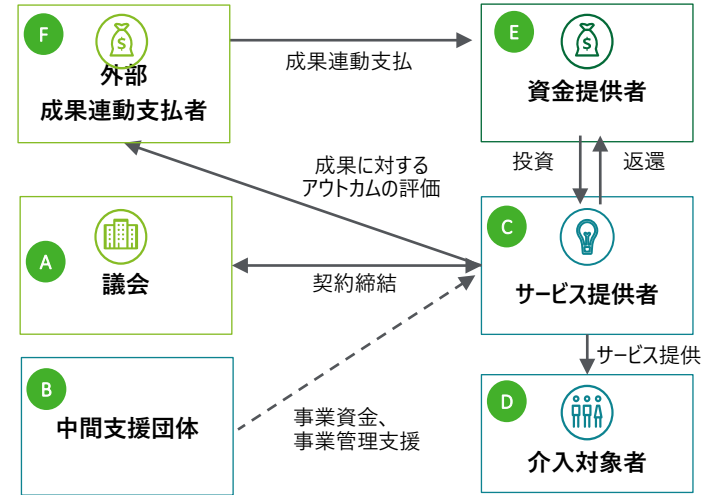 F
外部
成果連動支払者
成果連動支払
E
資金提供者
成果に対する
アウトカムの評価
投資
返還
A
議会
契約締結
C
サービス提供者
サービス提供
B
中間支援団体
事業資金、
事業管理支援
D
介入対象者